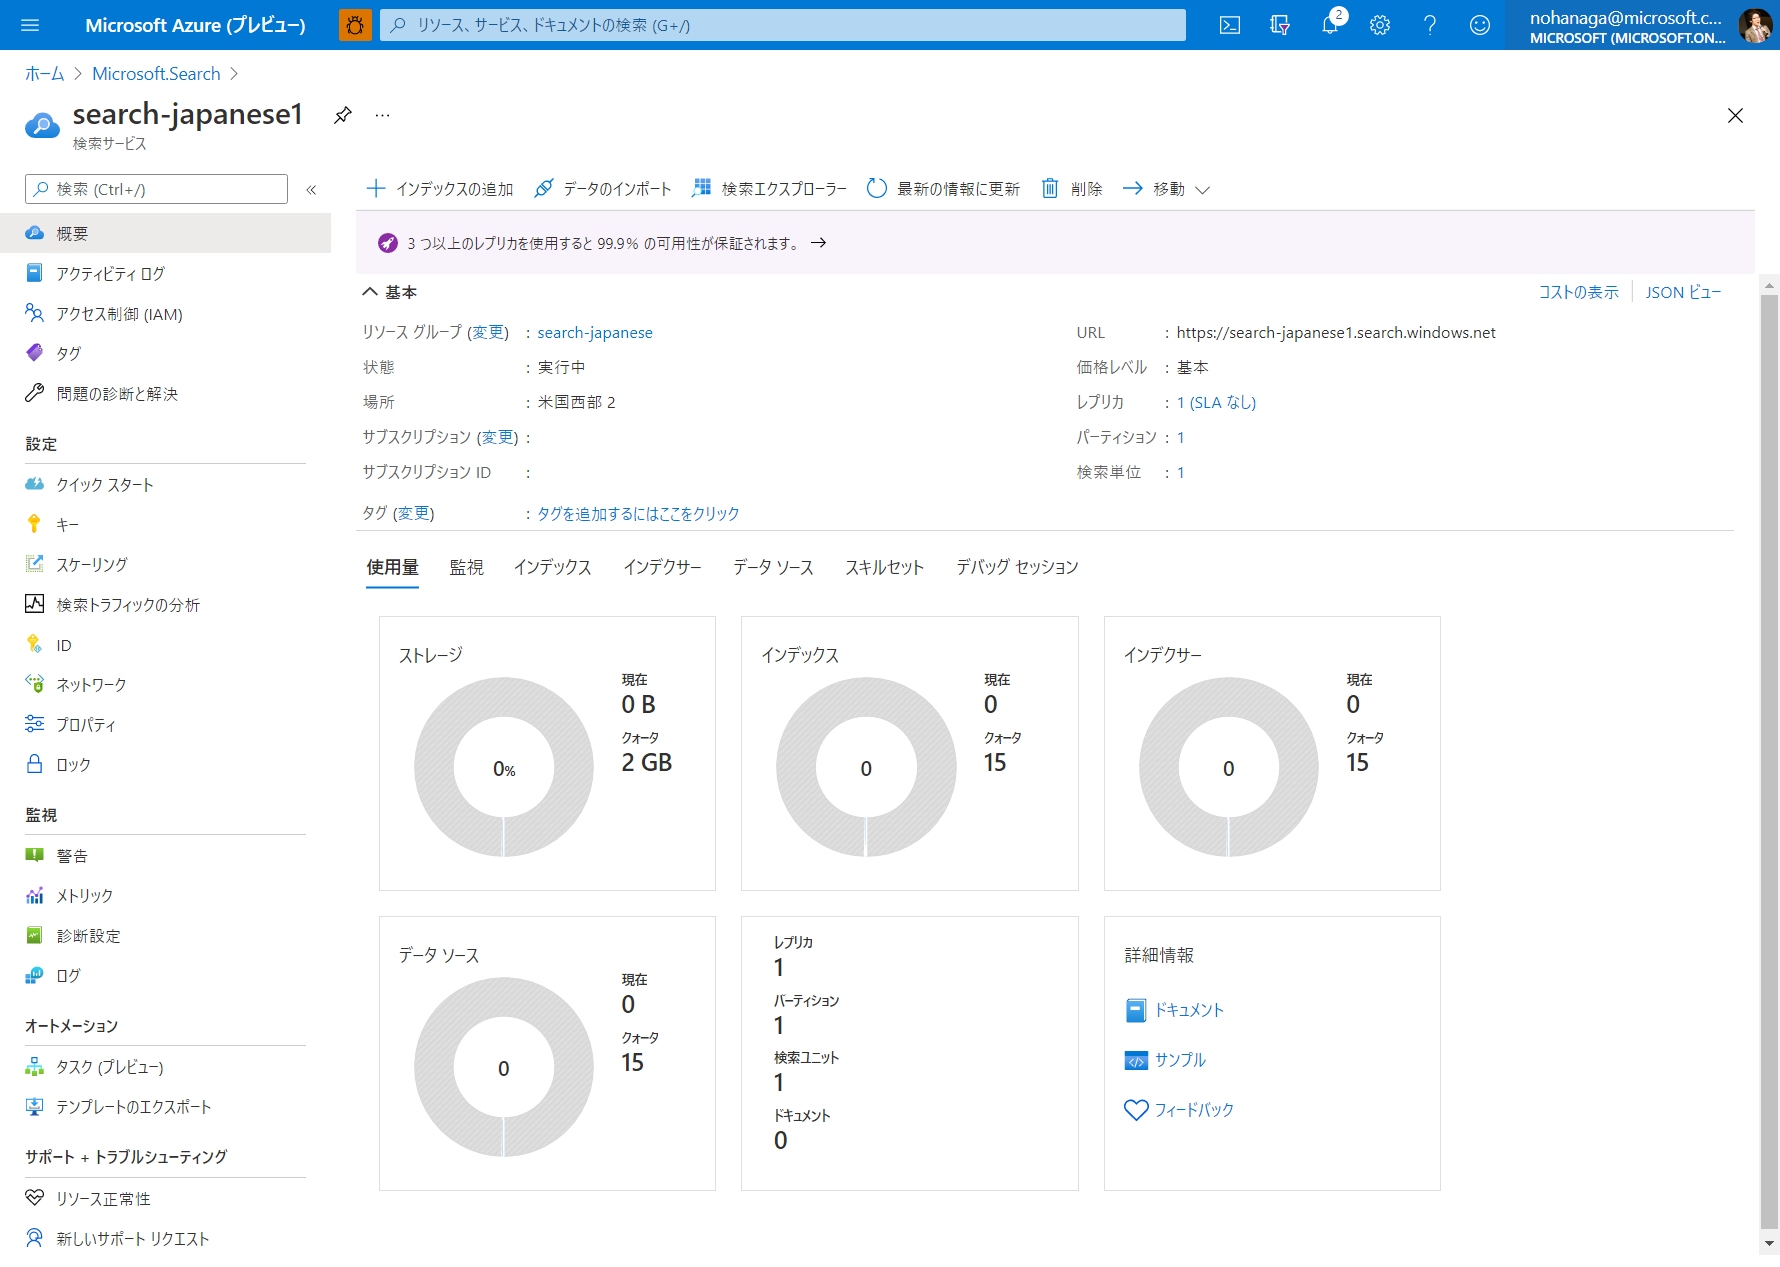 Microsoft Azure (プレビュー)
リソース、サービス、ドキュメントの検索 (G+/)
2
nohanaga@microsoft.c...
MICROSOFT (MICROSOFT.ON...
ホーム > Microsoft.Search >
search-japanese1
...
検索サービス
検索 (Ctrl+/)
«
概要
アクティビティ ログ
アクセス制御 (IAM)
タグ
問題の診断と解決
設定
クイック スタート
キー
スケーリング
検索トラフィックの分析
ID
ネットワーク
プロパティ
ロック
監視
警告
メトリック
診断設定
ログ
オートメーション
タスク (プレビュー)
テンプレートのエクスポート
サポート + トラブルシューティング
リソース正常性
新しいサポート リクエスト
インデックスの追加
データのインポート
検索エクスプローラー
最新の情報に更新
削除
移動
3 つ以上のレプリカを使用すると 99.9% の可用性が保証されます。 →
基本
コストの表示
JSON ビュー
リソース グループ (変更) : search-japanese
状態 : 実行中
場所 : 米国西部 2
サブスクリプション (変更) :
サブスクリプション ID :
タグ (変更) : タグを追加するにはここをクリック
URL : https://search-japanese1.search.windows.net
価格レベル : 基本
レプリカ : 1 (SLA なし)
パーティション : 1
検索単位 : 1
使用量
監視
インデックス
インデクサー
データ ソース
スキルセット
デバッグ セッション
ストレージ
0%
現在
0 B
クォータ
2 GB
インデックス
0
現在
0
クォータ
15
インデクサー
0
現在
0
クォータ
15
データ ソース
0
現在
0
クォータ
15
レプリカ
1
パーティション
1
検索ユニット
1
ドキュメント
0
詳細情報
ドキュメント
サンプル
フィードバック